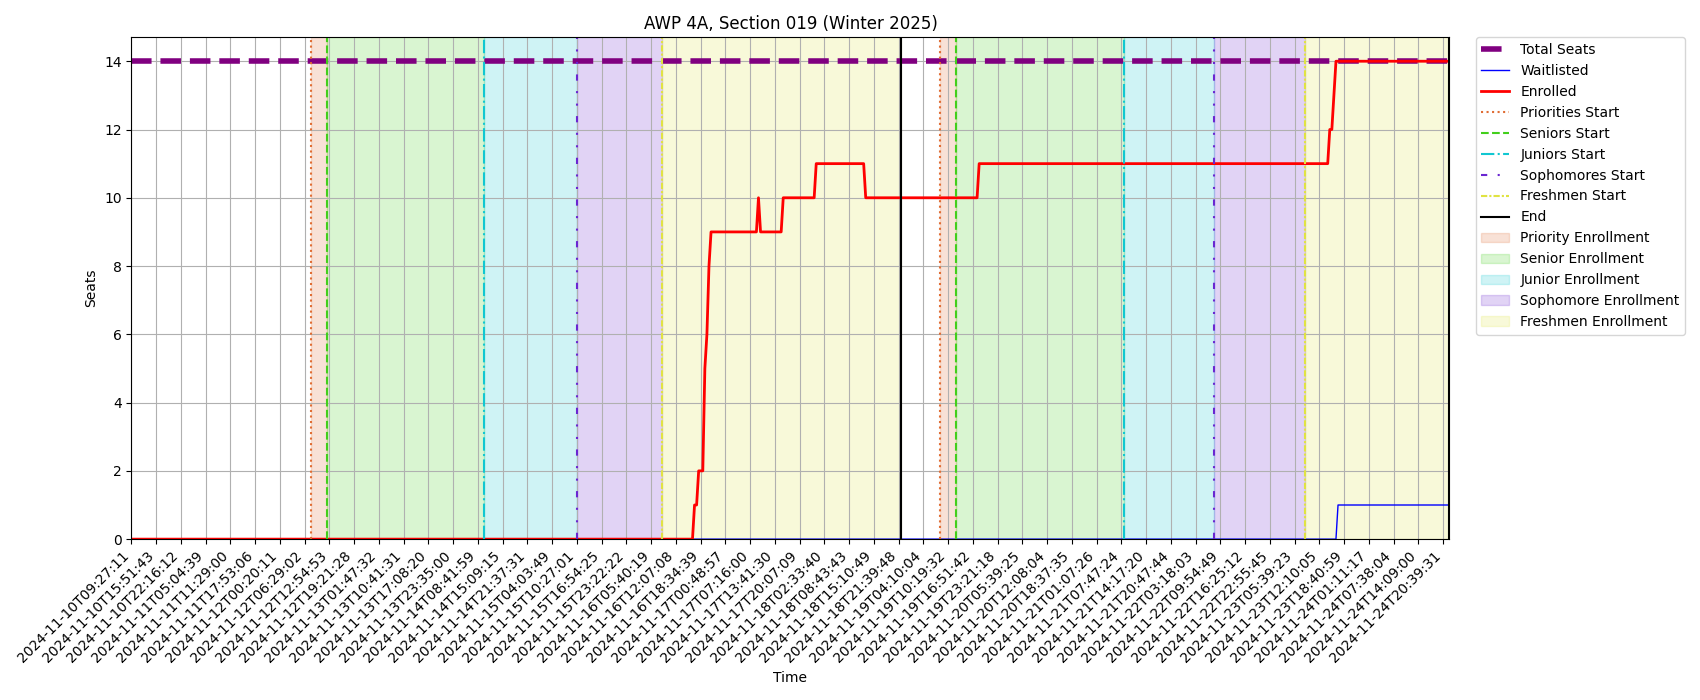 AWP 4A, Section 019 (Winter 2025)
Seats
14
12
10
8
6
4
2
0
2024-11-10T09:27:11
2024-11-10T15:51:43
2024-11-10T22:16:12
2024-11-11T05:04:39
2024-11-11T11:29:00
2024-11-11T17:53:06
2024-11-12T00:20:11
2024-11-12T06:29:02
2024-11-12T12:54:53
2024-11-12T19:21:28
2024-11-13T01:47:32
2024-11-13T10:41:31
2024-11-13T17:08:20
2024-11-13T23:35:00
2024-11-14T08:41:59
2024-11-14T15:09:15
2024-11-14T21:37:31
2024-11-15T04:03:49
2024-11-15T10:27:01
2024-11-15T16:54:25
2024-11-15T23:22:22
2024-11-16T05:40:19
2024-11-16T12:07:08
2024-11-16T18:34:39
2024-11-17T00:48:57
2024-11-17T07:16:00
2024-11-17T13:41:30
2024-11-17T20:07:09
2024-11-18T02:33:40
2024-11-18T08:43:43
2024-11-18T15:10:49
2024-11-18T21:39:48
2024-11-19T04:10:04
2024-11-19T10:19:32
2024-11-19T16:51:42
2024-11-19T23:21:18
2024-11-20T05:39:25
2024-11-20T12:08:04
2024-11-20T18:37:35
2024-11-21T01:07:26
2024-11-21T07:47:24
2024-11-21T14:17:20
2024-11-21T20:47:44
2024-11-22T03:18:03
2024-11-22T09:54:49
2024-11-22T16:25:12
2024-11-22T22:55:45
2024-11-23T05:39:23
2024-11-23T12:10:05
2024-11-23T18:40:59
2024-11-24T01:11:17
2024-11-24T07:38:04
2024-11-24T14:09:00
2024-11-24T20:39:31
Time
Total Seats
Waitlisted
Enrolled
Priorities Start
Seniors Start
Juniors Start
Sophomores Start
Freshmen Start
End
Priority Enrollment
Senior Enrollment
Junior Enrollment
Sophomore Enrollment
Freshmen Enrollment